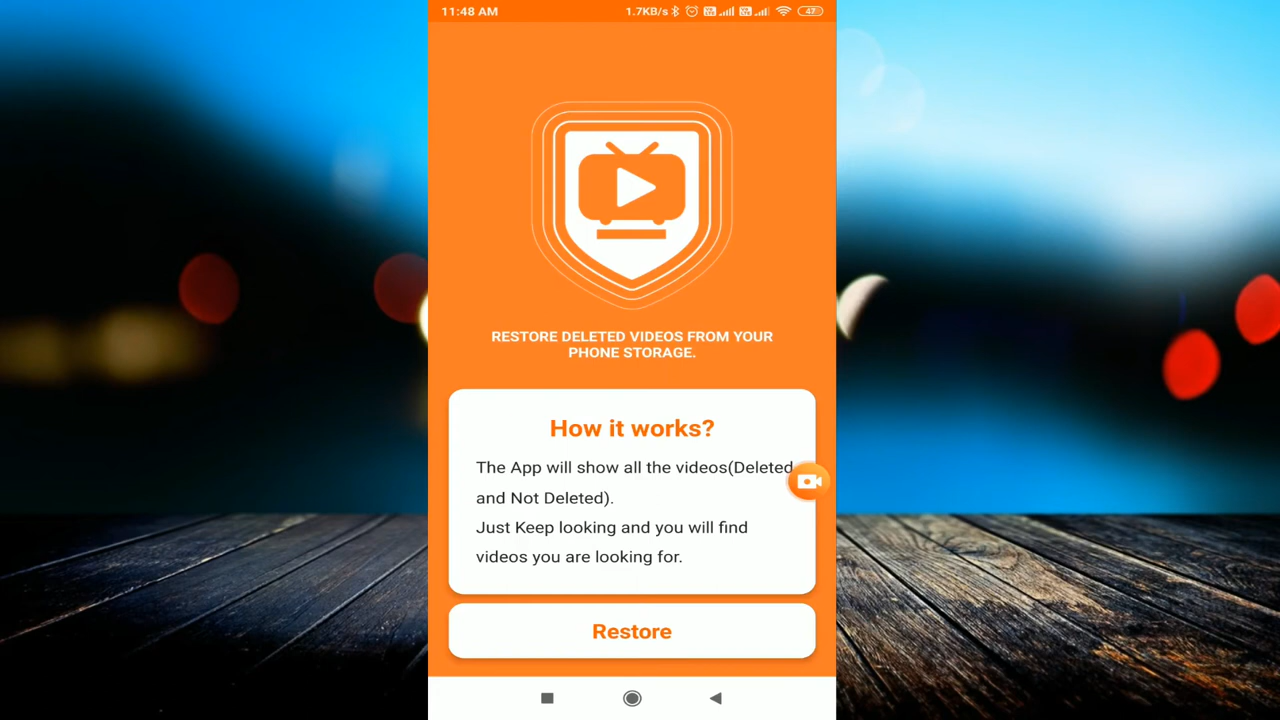 11:48 AM 1.7KB/s 47
RESTORE DELETED VIDEOS FROM YOUR
PHONE STORAGE.
How it works?
The App will show all the videos(Deleted
and Not Deleted).
Just Keep looking and you will find
videos you are looking for.
Restore